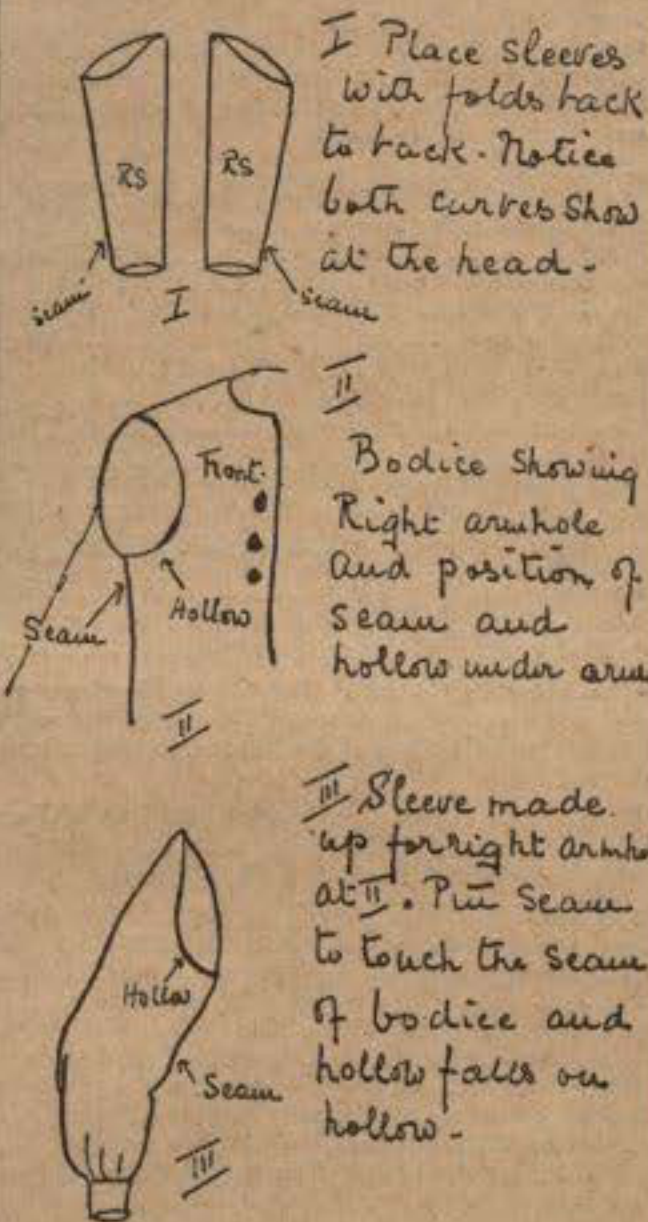 I Place sleeves
with folds back
to back. Notice
both curves show
at the head.
RS
RS
seam
I
seam
II
Bodice showing
Right armhole
and position of
seam and
hollow under arm
Front.
Seam
Hollow
II
III Sleeve made
up for right armho
at II. Put seam
to touch the seam
of bodice and
hollow falls on
hollow.
Hollow
Seam
III